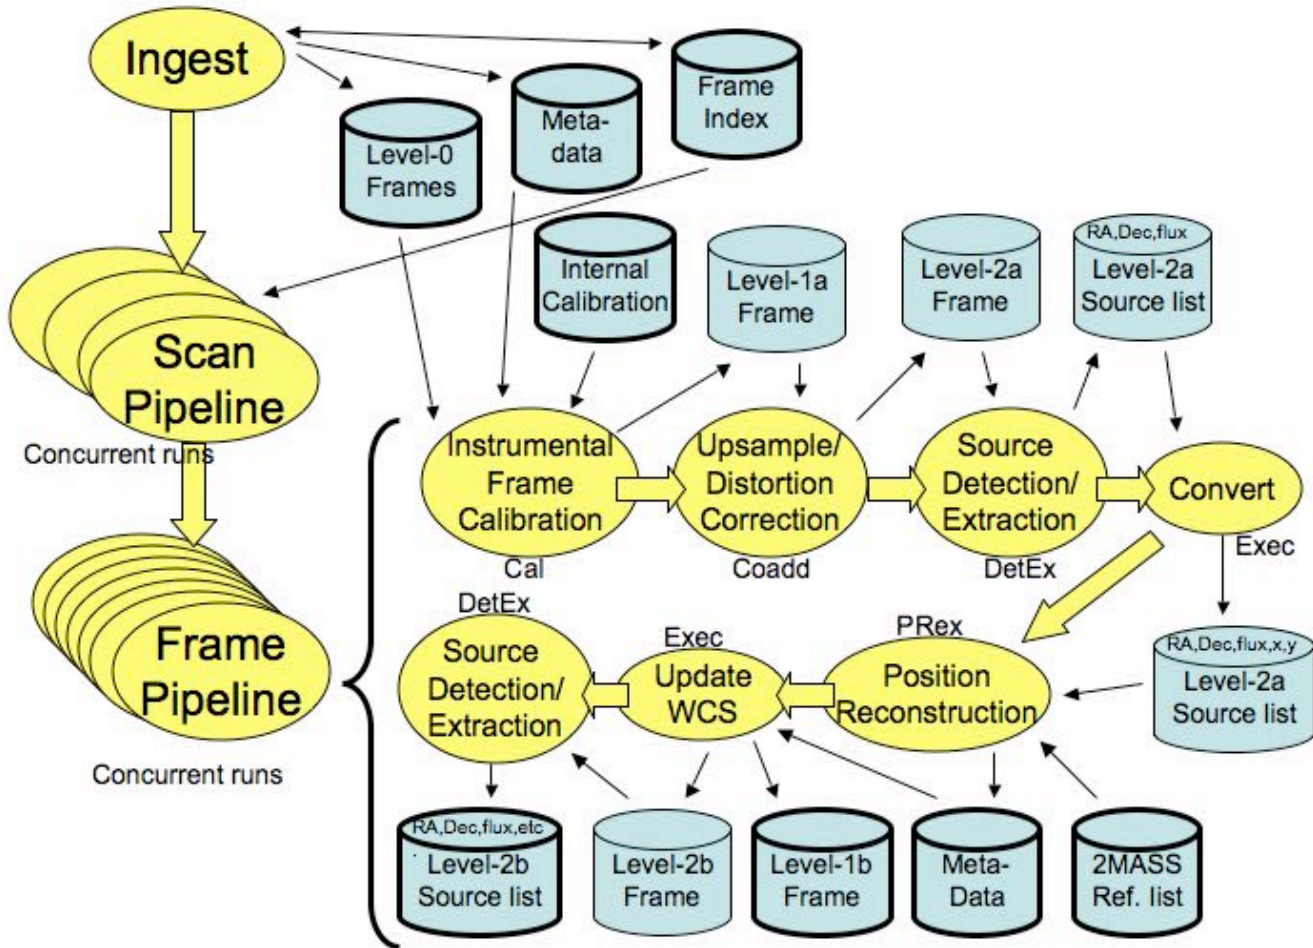 Ingest
Frame
Index
Meta-
data
Level-0
Frames
RA,Dec,flux
Internal
Calibration
Level-1a
Frame
Level-2a
Frame
Level-2a
Source list
Scan
Pipeline
Concurrent runs
Instrumental
Frame
Calibration
Cal
Upsample/
Distortion
Correction
Coadd
Source
Detection/
Extraction
DetEx
Convert
Exec
Frame
Pipeline
Concurrent runs
DetEx
Source
Detection/
Extraction
Exec
Update
WCS
PRex
Position
Reconstruction
RA,Dec,flux,x,y
Level-2a
Source list
RA,Dec,flux,etc
.
Level-2b
Source list
Level-2b
Frame
Level-1b
Frame
Meta-
Data
2MASS
Ref. list